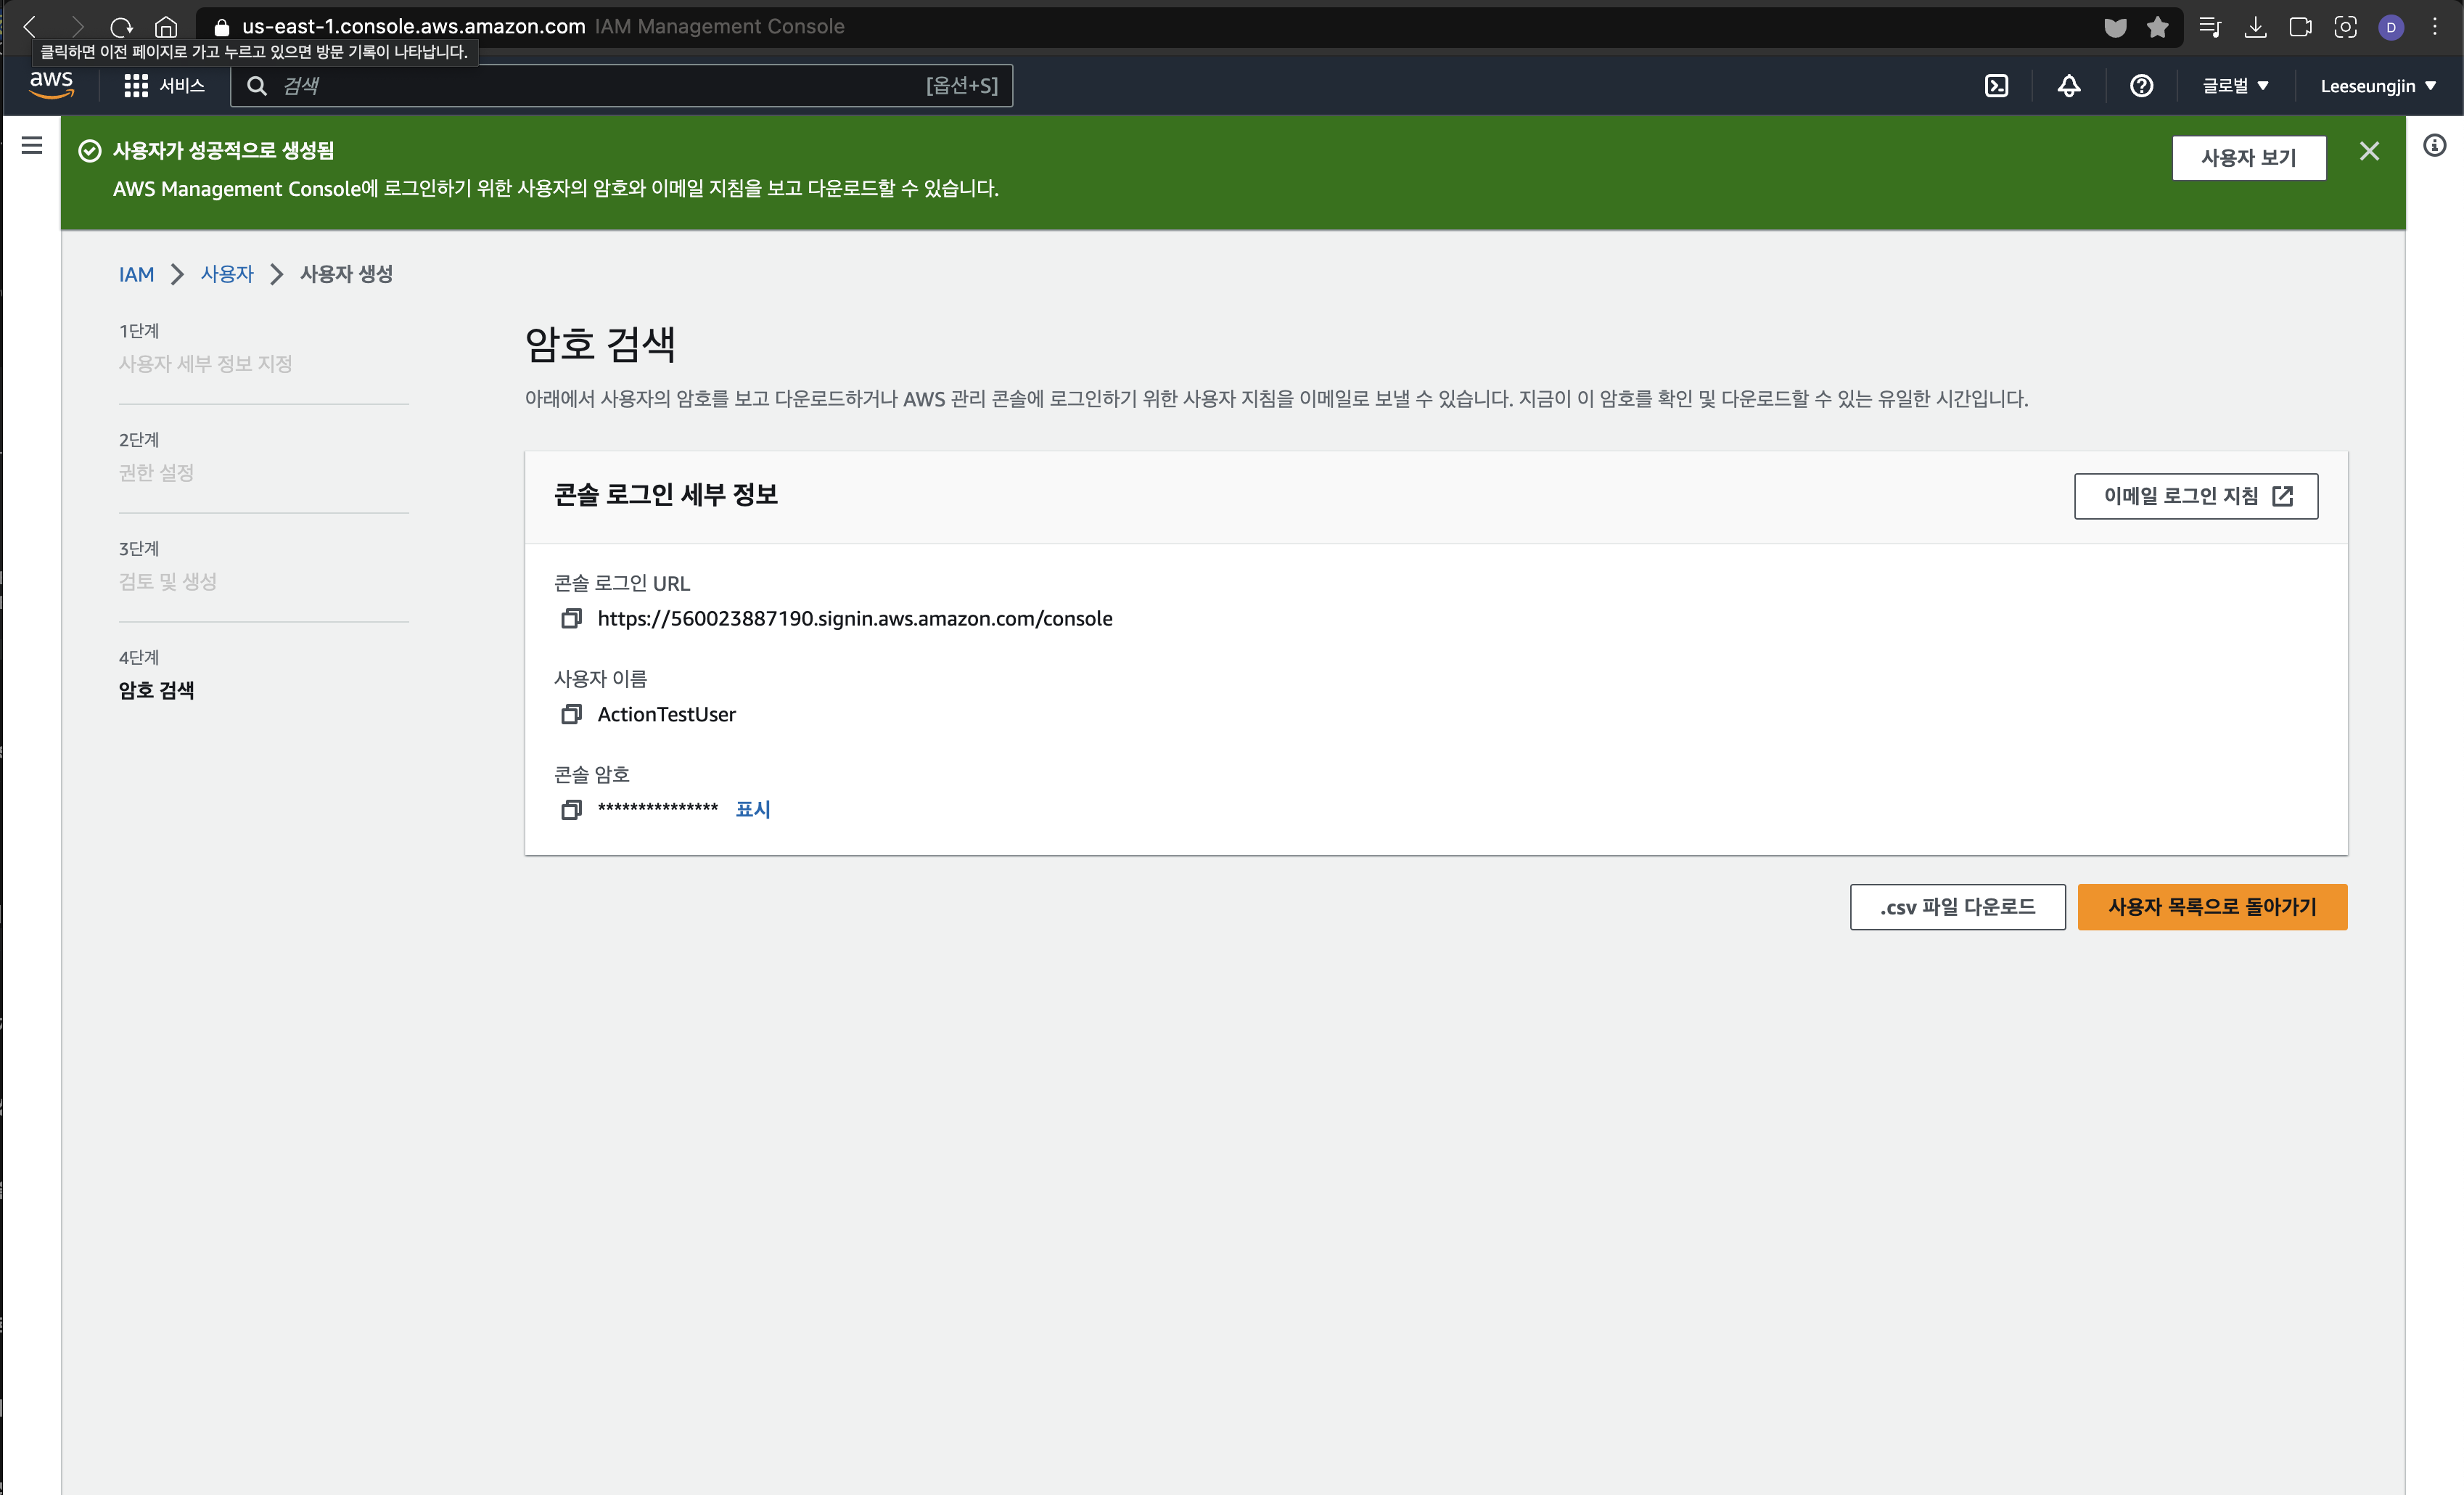 us-east-1.console.aws.amazon.com IAM Management Console
D
클릭하면 이전 페이지로 가고 누르고 있으면 방문 기록이 나타납니다.
aws
서비스
검색
[옵션+S]
글로벌
Leeseungjin
사용자가 성공적으로 생성됨
AWS Management Console에 로그인하기 위한 사용자의 암호와 이메일 지침을 보고 다운로드할 수 있습니다.
사용자 보기
IAM
사용자
사용자 생성
1단계
사용자 세부 정보 지정
2단계
권한 설정
3단계
검토 및 생성
4단계
암호 검색
암호 검색
아래에서 사용자의 암호를 보고 다운로드하거나 AWS 관리 콘솔에 로그인하기 위한 사용자 지침을 이메일로 보낼 수 있습니다. 지금이 이 암호를 확인 및 다운로드할 수 있는 유일한 시간입니다.
콘솔 로그인 세부 정보
이메일 로그인 지침
콘솔 로그인 URL
https://560023887190.signin.aws.amazon.com/console
사용자 이름
ActionTestUser
콘솔 암호
*************** 표시
.csv 파일 다운로드
사용자 목록으로 돌아가기